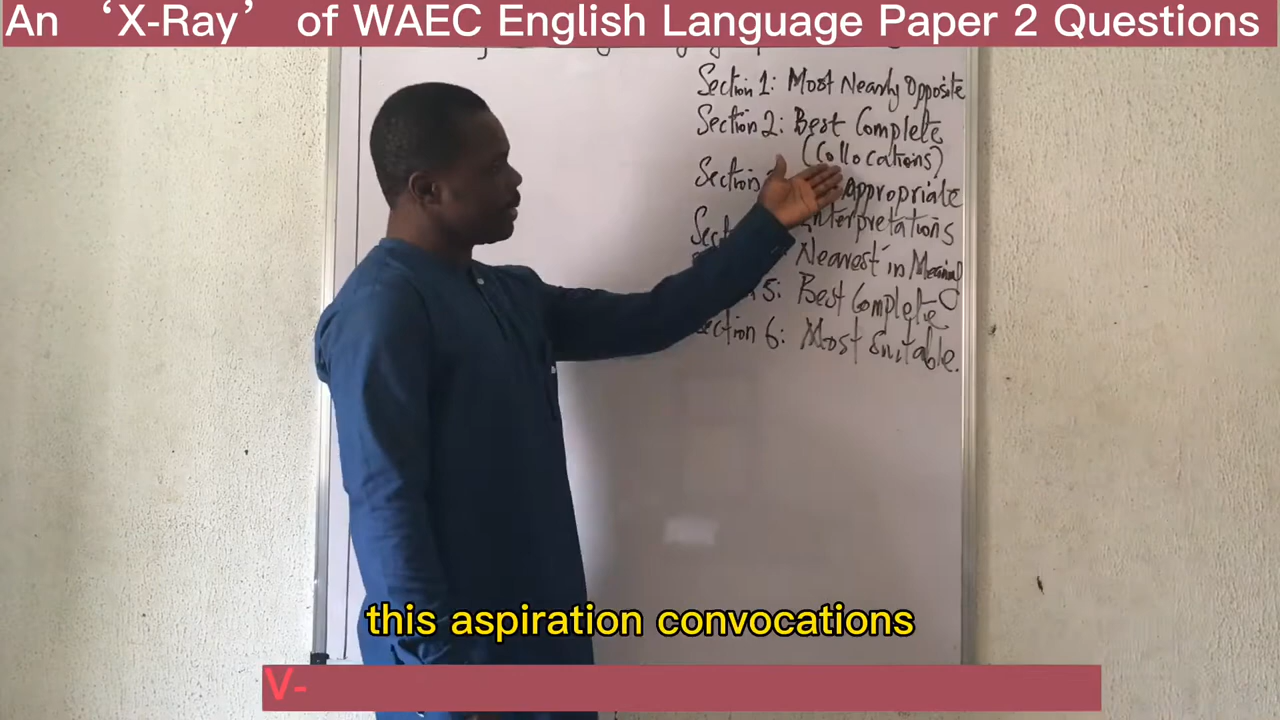 An ‘X-Ray’ of WAEC English Language Paper 2 Questions
Section 1: Most Nearly Opposite
Section 2: Best Complete
(Collocations)
Section Appropriate
Interpretations
Nearest in Meaning
5: Best Complete
Section 6: Most Suitable.
this aspiration convocations
V-